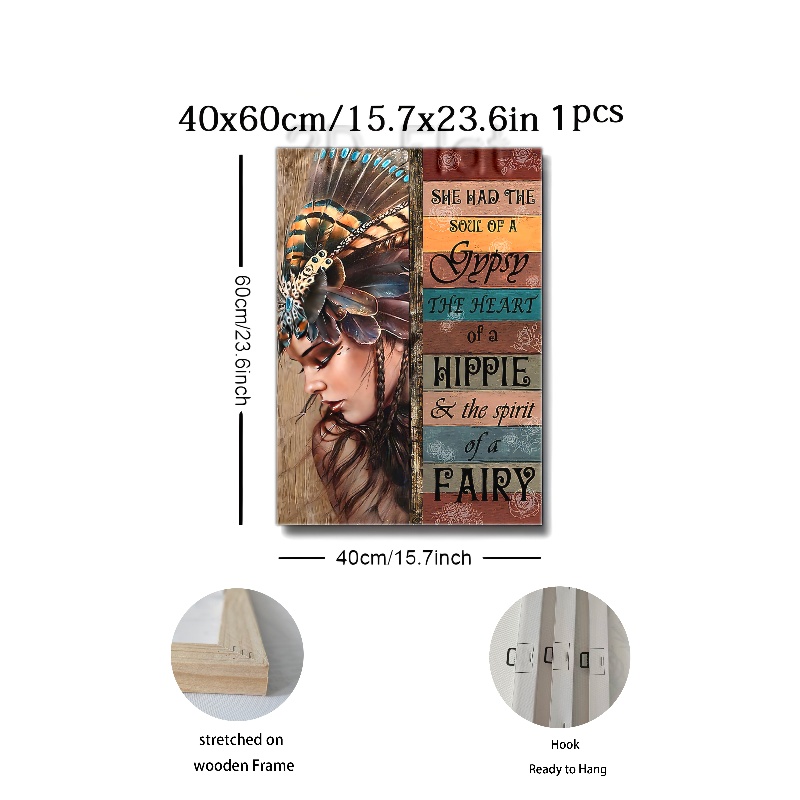 40x60cm/15.7x23.6in 1pcs
60cm/23.6inch
SHE HAD THE
SOUL OF A
Gypsy
THE HEART
of a
HIPPIE
& the spirit
of a
FAIRY
40cm/15.7inch
stretched on
wooden Frame
Hook
Ready to Hang